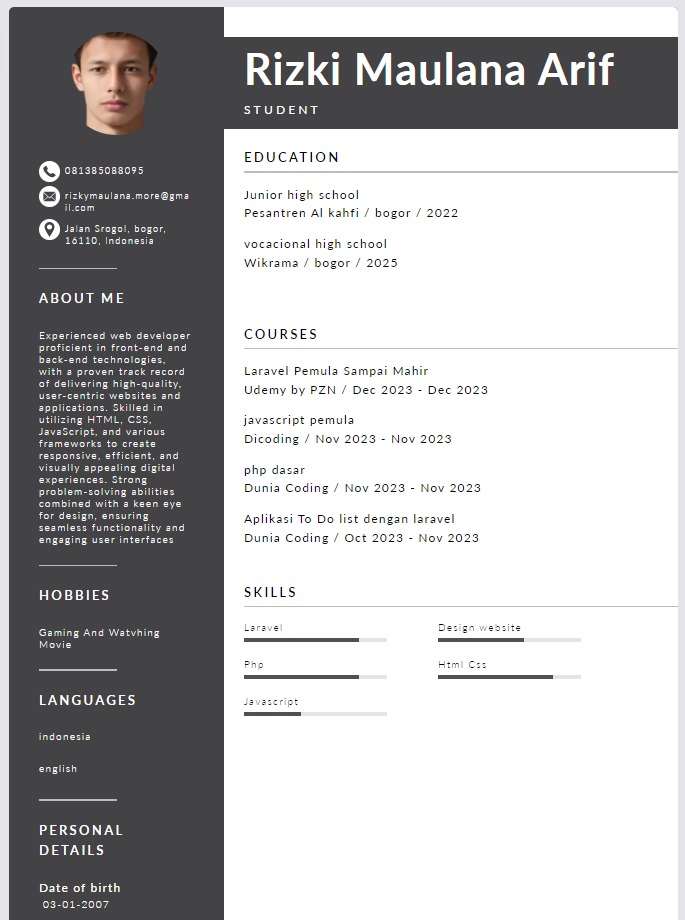 Rizki Maulana Arif
STUDENT
081385088095
rizkymaulana.more@gma
il.com
Jalan Srogol, bogor,
16110, Indonesia
ABOUT ME
Experienced web developer
proficient in front-end and
back-end technologies,
with a proven track record
of delivering high-quality,
user-centric websites and
applications. Skilled in
utilizing HTML, CSS,
JavaScript, and various
frameworks to create
responsive, efficient, and
visually appealing digital
experiences. Strong
problem-solving abilities
combined with a keen eye
for design, ensuring
seamless functionality and
engaging user interfaces
HOBBIES
Gaming And Watvhing
Movie
LANGUAGES
indonesia
english
PERSONAL
DETAILS
Date of birth
03-01-2007
EDUCATION
Junior high school
Pesantren Al kahfi / bogor / 2022
vocacional high school
Wikrama / bogor / 2025
COURSES
Laravel Pemula Sampai Mahir
Udemy by PZN / Dec 2023 - Dec 2023
javascript pemula
Dicoding / Nov 2023 - Nov 2023
php dasar
Dunia Coding / Nov 2023 - Nov 2023
Aplikasi To Do list dengan laravel
Dunia Coding / Oct 2023 - Nov 2023
SKILLS
Laravel
Design website
Php
Html Css
Javascript